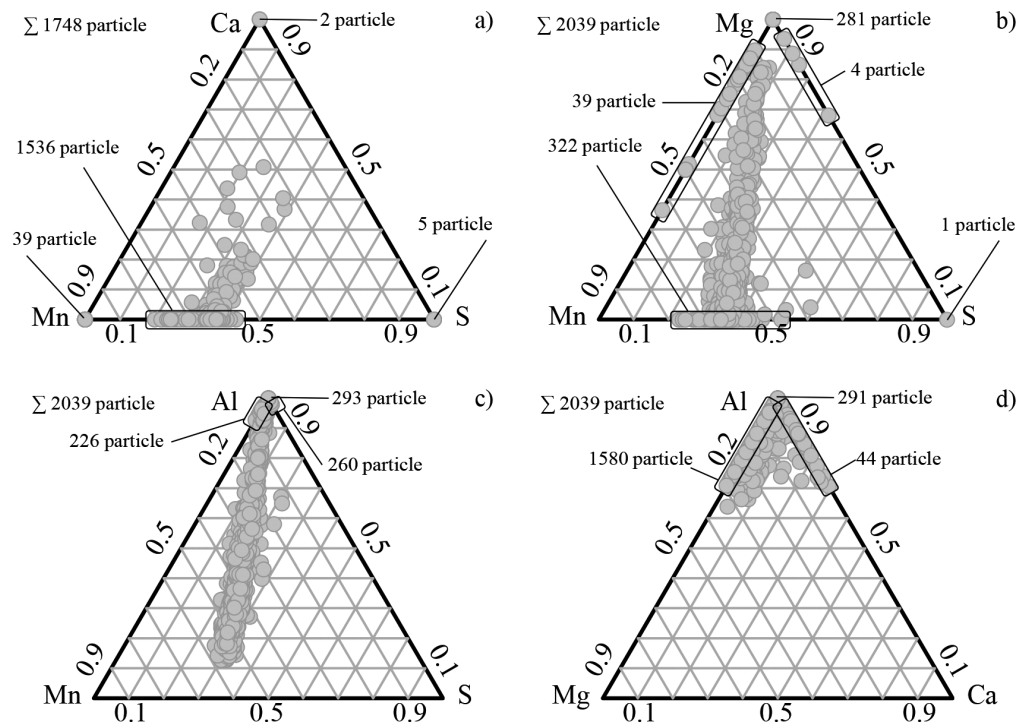 ∑ 1748 particle
Ca
2 particle
a)
0.9
0.2
1536 particle
0.5
0.5
39 particle
5 particle
0.9
0.1
Mn
S
0.1
0.5
0.9
∑ 2039 particle
Mg
281 particle
b)
0.9
0.2
4 particle
39 particle
322 particle
0.5
0.5
1 particle
0.9
0.1
Mn
S
0.1
0.5
0.9
∑ 2039 particle
Al
293 particle
c)
0.9
226 particle
0.2
260 particle
0.5
0.5
0.9
0.1
Mn
S
0.1
0.5
0.9
∑ 2039 particle
Al
291 particle
d)
0.9
0.2
1580 particle
44 particle
0.5
0.5
0.9
0.1
Mg
Ca
0.1
0.5
0.9